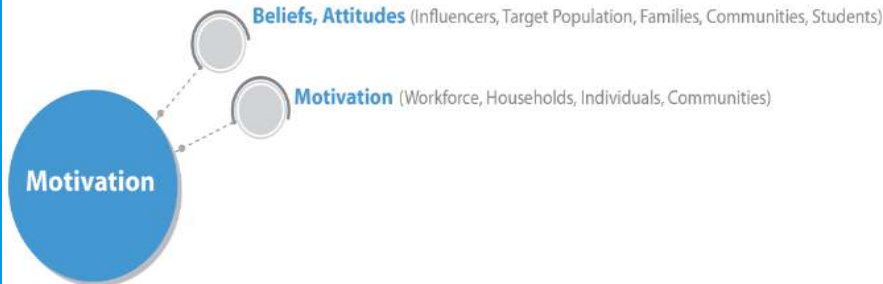 Beliefs, Attitudes (Influencers, Target Population, Families, Communities, Students)
Motivation (Workforce, Households, Individuals, Communities)
Motivation